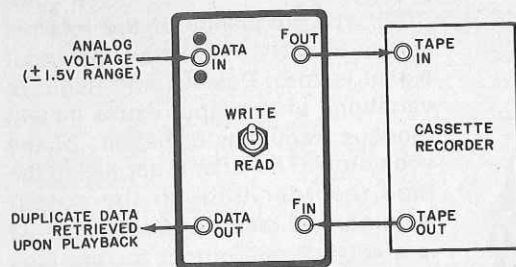 ANALOG
VOLTAGE
(± 1.5V RANGE)
DATA
IN
FOUT
TAPE
IN
WRITE
READ
CASSETTE
RECORDER
DUPLICATE DATA
RETRIEVED
UPON PLAYBACK
DATA
OUT
FIN
TAPE
OUT